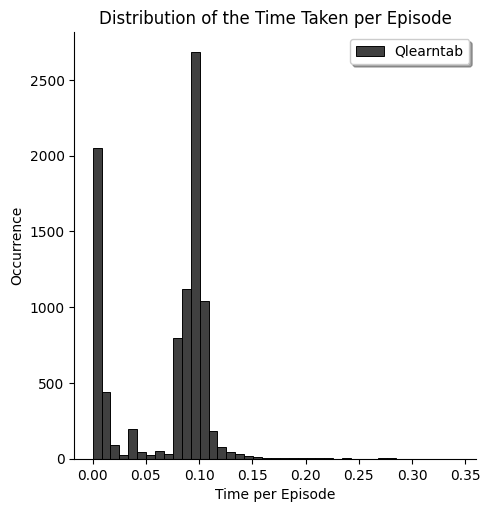 Distribution of the Time Taken per Episode
Qlearntab
2500
2000
1500
1000
500
0
Occurrence
0.00 0.05 0.10 0.15 0.20 0.25 0.30 0.35
Time per Episode